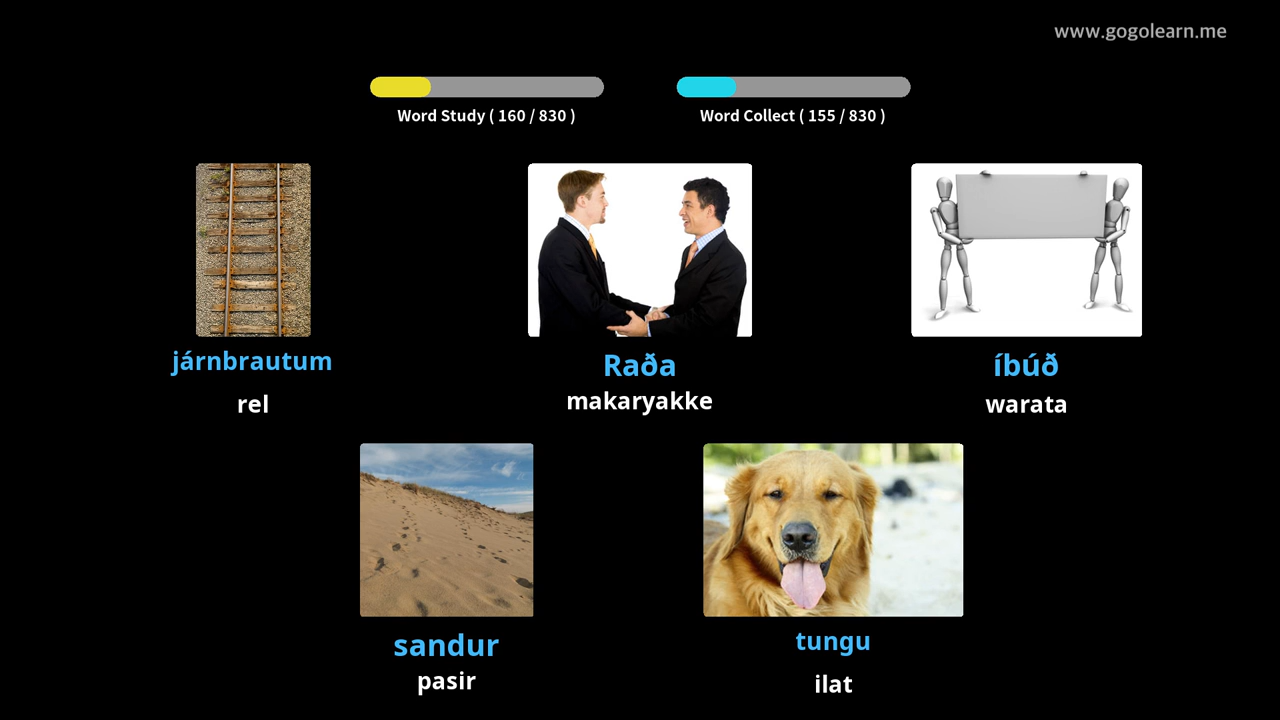 www.gogolearn.me
Word Study ( 160 / 830 )
Word Collect ( 155 / 830 )
járnbrautum
rel
Raða
makaryakke
íbúð
warata
sandur
pasir
tungu
ilat